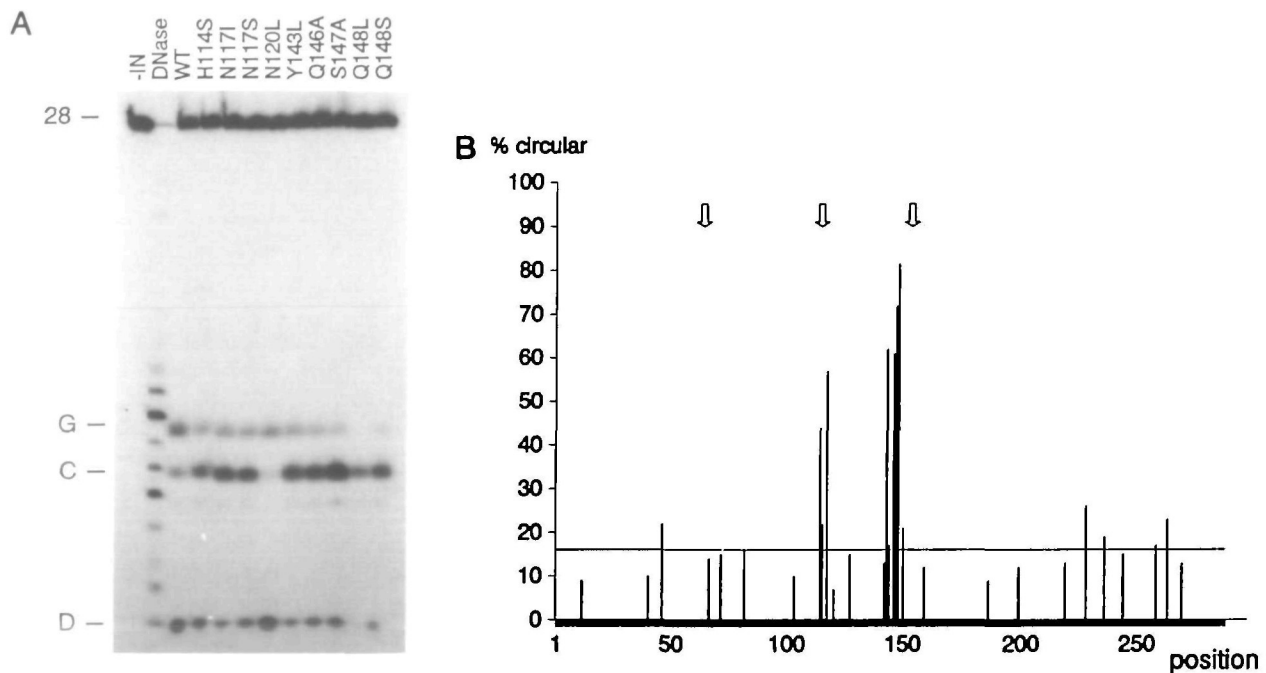 A
-IN
DNase
WT
H114S
N117I
N117S
N120L
Y143L
Q146A
S147A
Q148L
Q148S
28 –
G –
C –
D –
B % circular
100
90
80
70
60
50
40
30
20
10
0
1 50 100 150 200 250
position